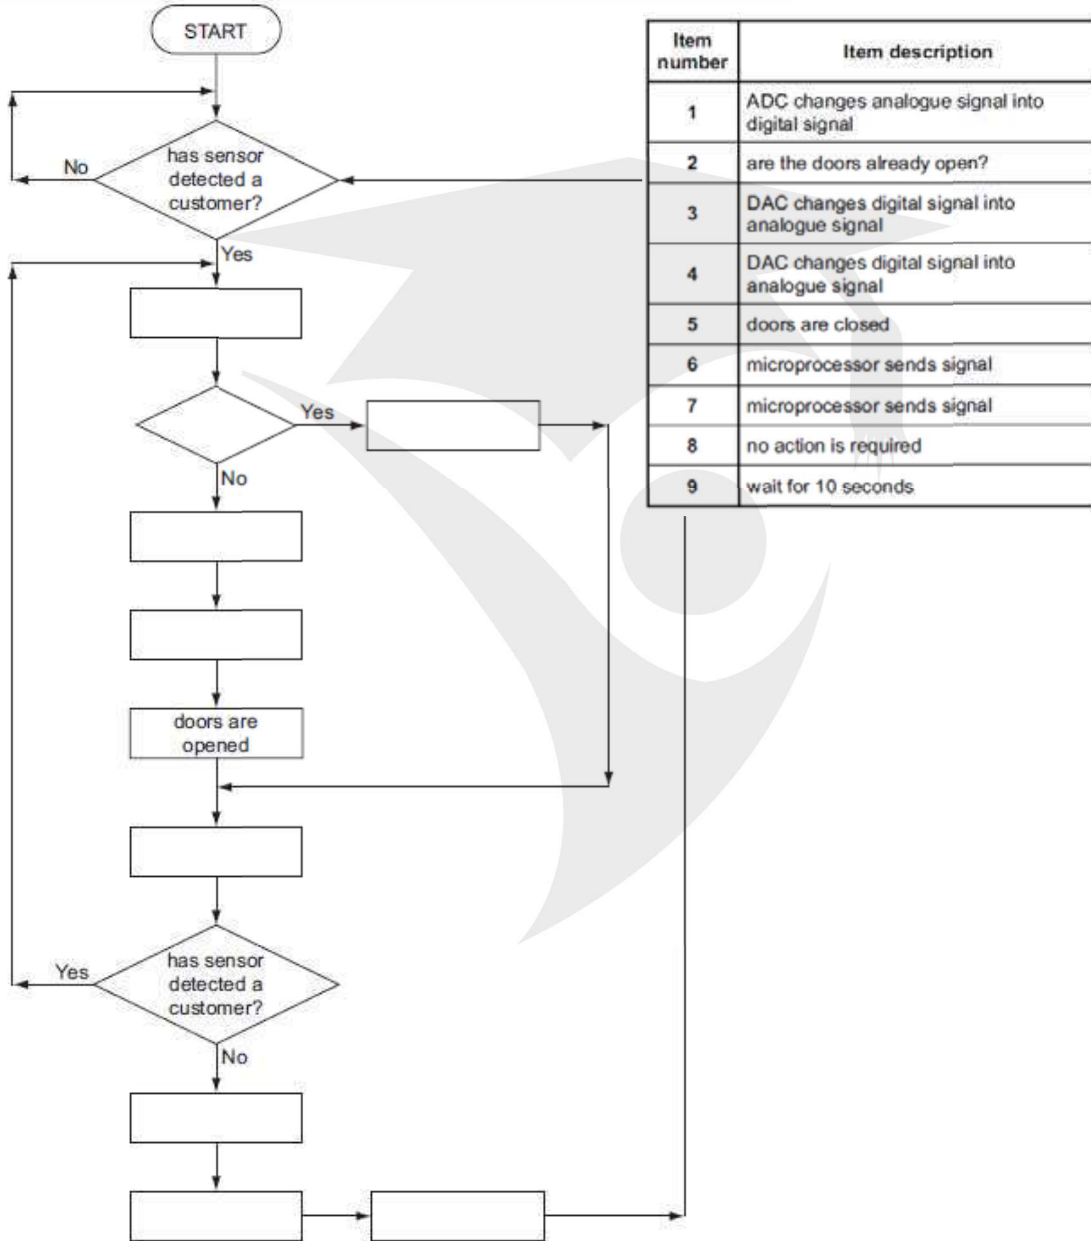 START
has sensor
detected a
customer?
No
Yes
Yes
No
doors are
opened
has sensor
detected a
customer?
Yes
No
Item
number
Item description
1
ADC changes analogue signal into
digital signal
2
are the doors already open?
3
DAC changes digital signal into
analogue signal
4
DAC changes digital signal into
analogue signal
5
doors are closed
6
microprocessor sends signal
7
microprocessor sends signal
8
no action is required
9
wait for 10 seconds